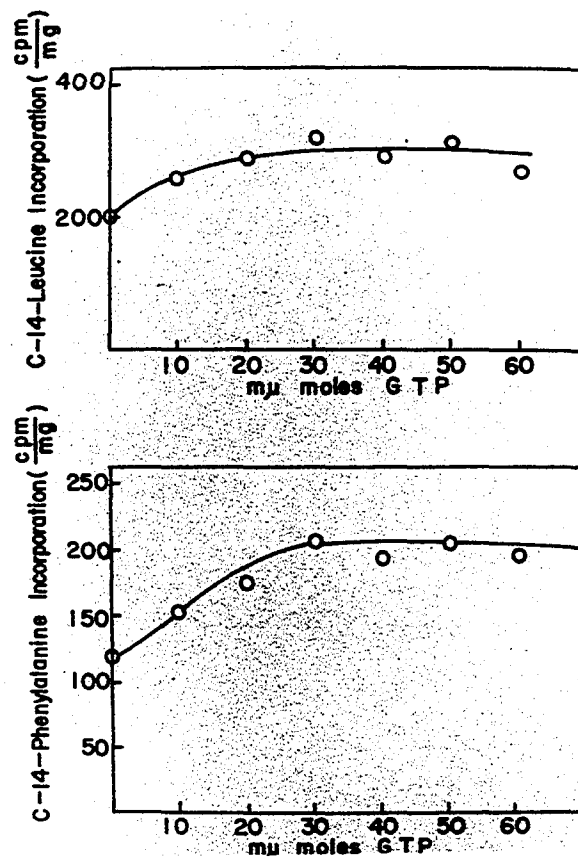 C-14-Leucine Incorporation (cpm/mg)
400
200
10 20 30 40 50 60
mμ moles GTP
C-14-Phenylatanine Incorporation (cpm/mg)
250
200
150
100
50
10 20 30 40 50 60
mμ moles GTP